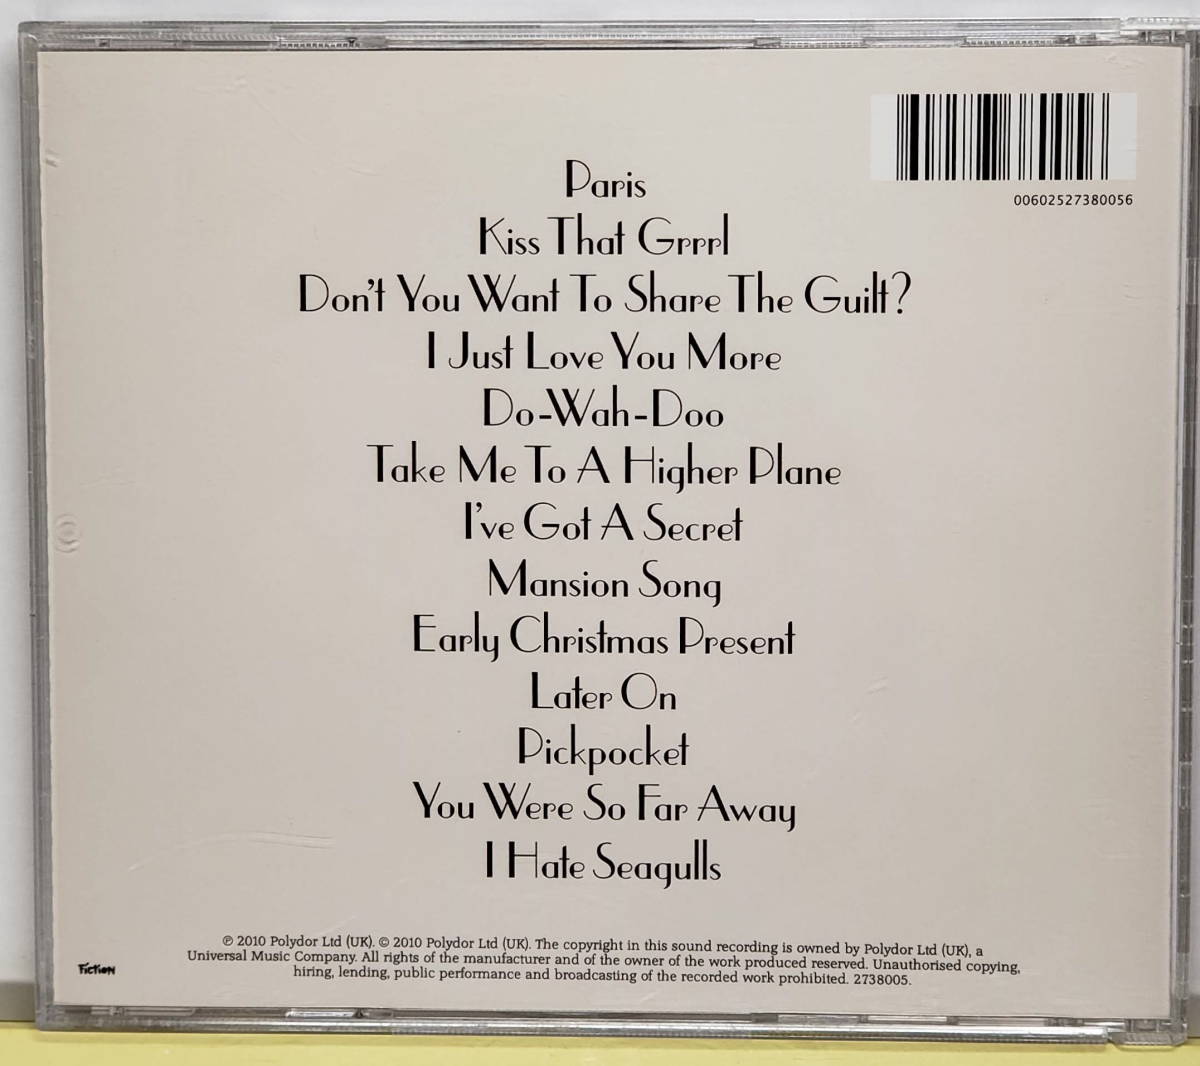 00602527380056
Paris
Kiss That Grrrl
Don't You Want To Share The Guilt?
I Just Love You More
Do-Wah-Doo
Take Me To A Higher Plane
I've Got A Secret
Mansion Song
Early Christmas Present
Later On
Pickpocket
You Were So Far Away
I Hate Seagulls
℗ 2010 Polydor Ltd (UK). © 2010 Polydor Ltd (UK). The copyright in this sound recording is owned by Polydor Ltd (UK), a
Universal Music Company. All rights of the manufacturer and of the owner of the work produced reserved. Unauthorised copying,
hiring, lending, public performance and broadcasting of the recorded work prohibited. 2738005.
Fiction